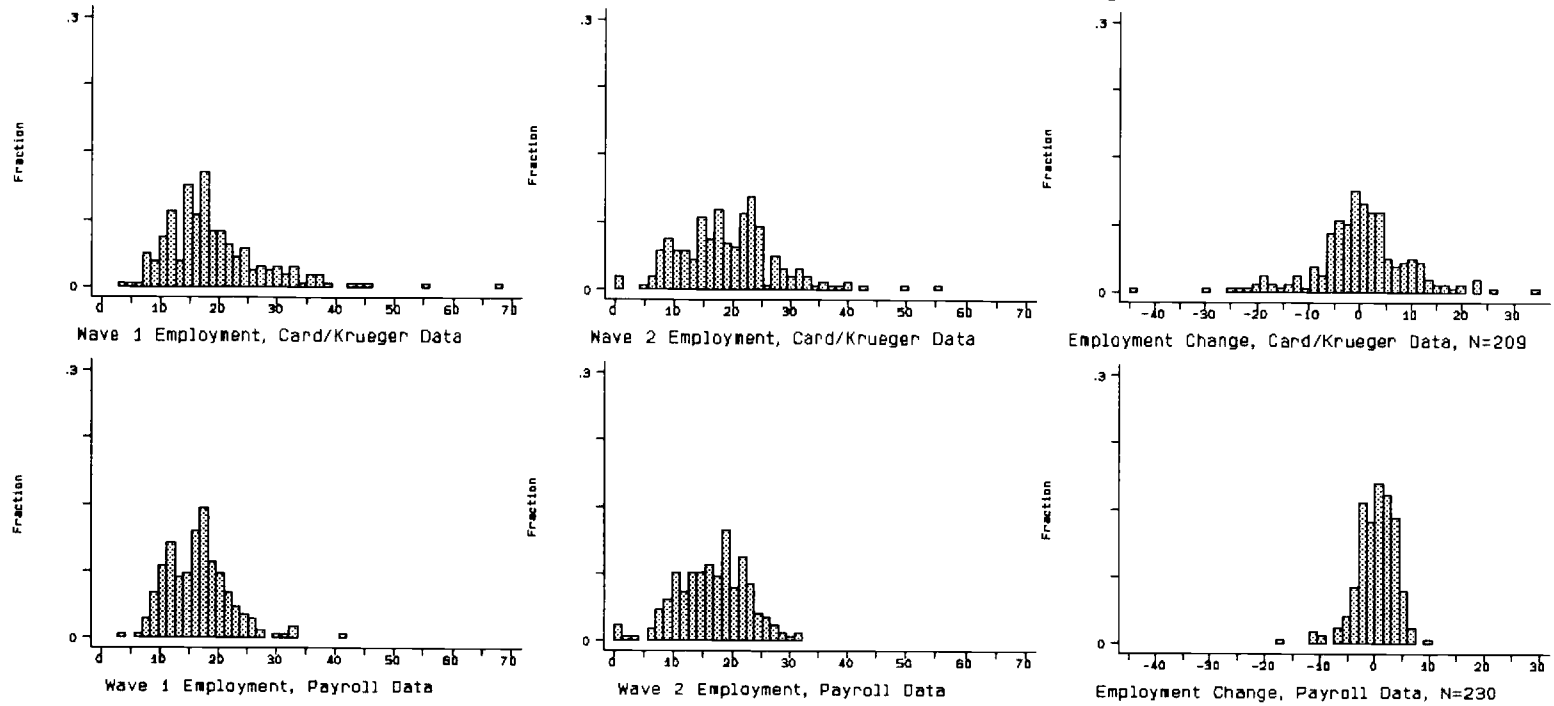 .3
0
Fraction
0 10 20 30 40 50 60 70
Wave 1 Employment, Card/Krueger Data
.3
0
Fraction
0 10 20 30 40 50 60 70
Wave 2 Employment, Card/Krueger Data
.3
0
Fraction
-40 -30 -20 -10 0 10 20 30
Employment Change, Card/Krueger Data, N=209
.3
0
Fraction
0 10 20 30 40 50 60 70
Wave 1 Employment, Payroll Data
.3
0
Fraction
0 10 20 30 40 50 60 70
Wave 2 Employment, Payroll Data
.3
0
Fraction
-40 -30 -20 -10 0 10 20 30
Employment Change, Payroll Data, N=230